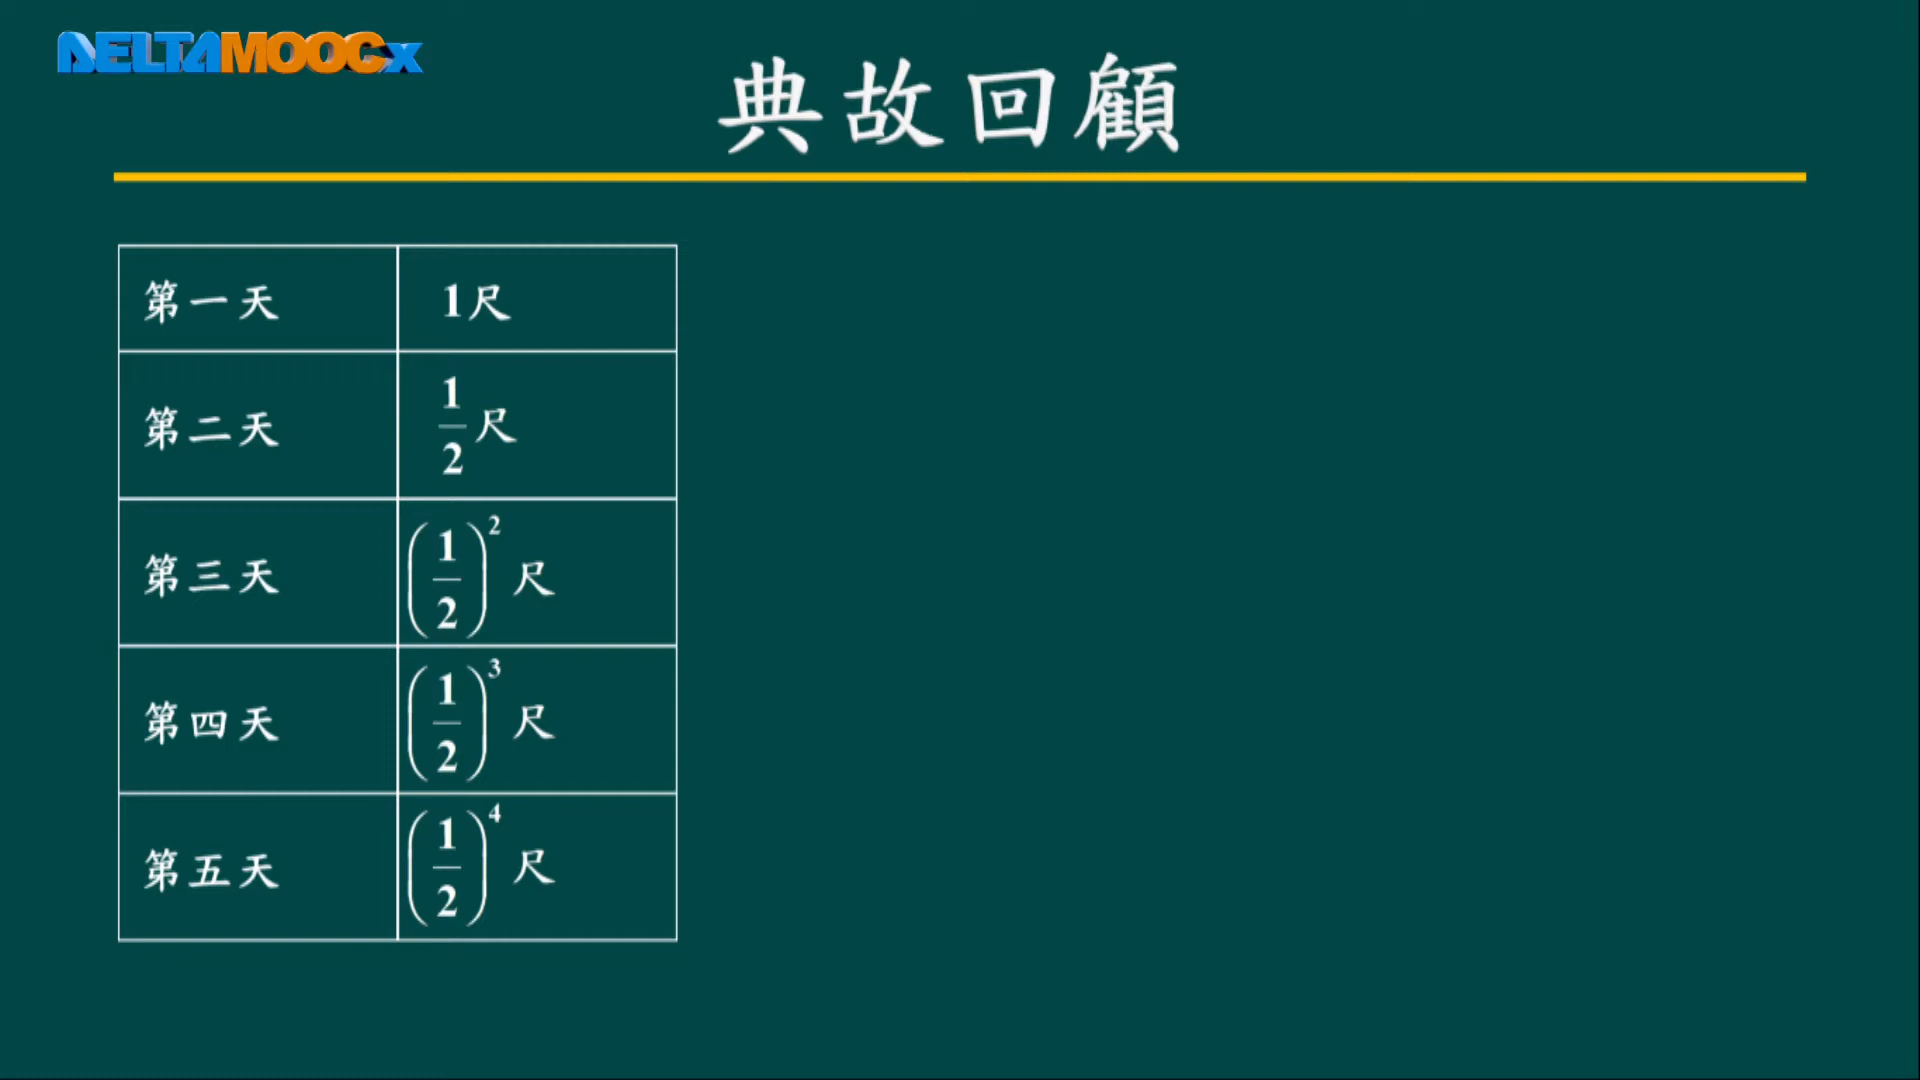 DELTAMOOCx
典故回顧
第一天 1尺
第二天 1/2尺
第三天 (1/2)^2 尺
第四天 (1/2)^3 尺
第五天 (1/2)^4 尺